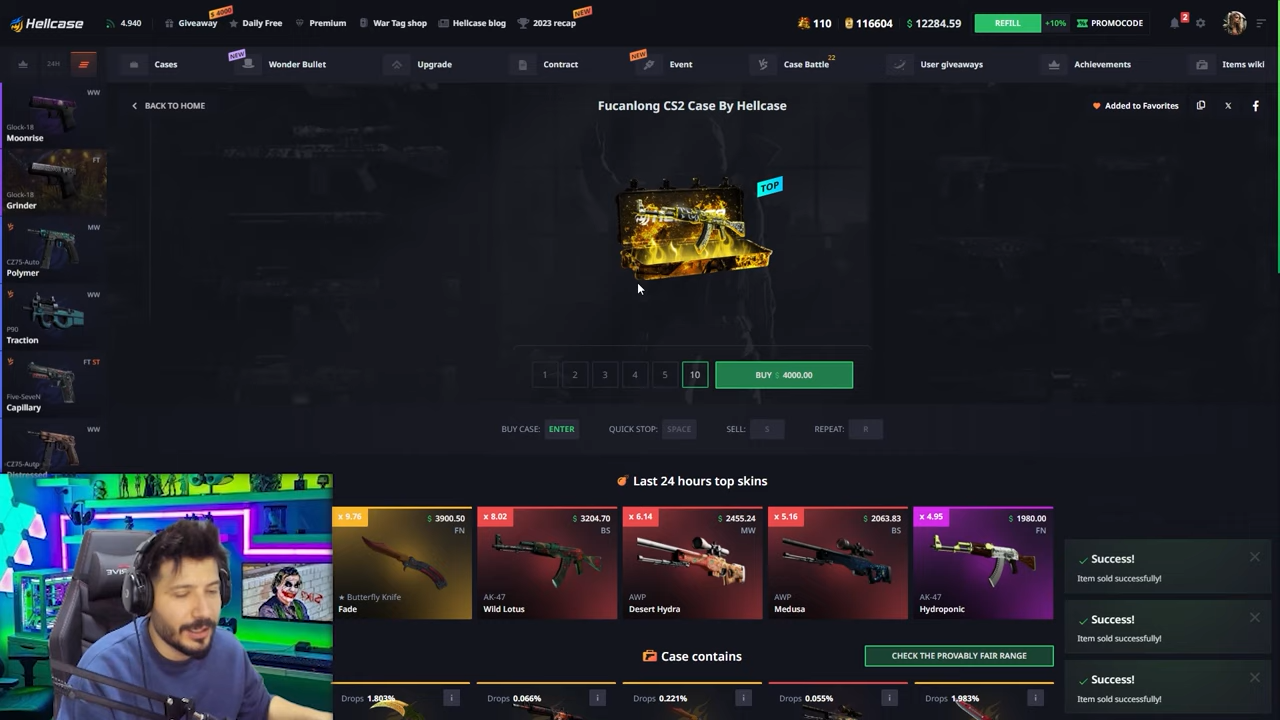 Hellcase
4.940
Giveaway
$ 4000
Daily Free
Premium
War Tag shop
Hellcase blog
2023 recap
NEW
110
116604
$ 12284.59
REFILL
+10%
PROMOCODE
2
24H
Cases
NEW
Wonder Bullet
Upgrade
Contract
NEW
Event
Case Battle
22
User giveaways
Achievements
Items wiki
BACK TO HOME
Fucanlong CS2 Case By Hellcase
Added to Favorites
WW
Glock-18
Moonrise
FT
Glock-18
Grinder
MW
CZ75-Auto
Polymer
WW
P90
Traction
FT ST
Five-SeveN
Capillary
WW
CZ75-Auto
Distressed
TOP
1
2
3
4
5
10
BUY $ 4000.00
BUY CASE: ENTER
QUICK STOP: SPACE
SELL: S
REPEAT: R
Last 24 hours top skins
x 9.76
$ 3900.50
FN
★ Butterfly Knife
Fade
x 8.02
$ 3204.70
BS
AK-47
Wild Lotus
x 6.14
$ 2455.24
MW
AWP
Desert Hydra
x 5.16
$ 2063.83
BS
AWP
Medusa
x 4.95
$ 1980.00
FN
AK-47
Hydroponic
Case contains
CHECK THE PROVABLY FAIR RANGE
Drops 1.803%
Drops 0.066%
Drops 0.221%
Drops 0.055%
Drops 1.983%
Success!
Item sold successfully!
Success!
Item sold successfully!
Success!
Item sold successfully!